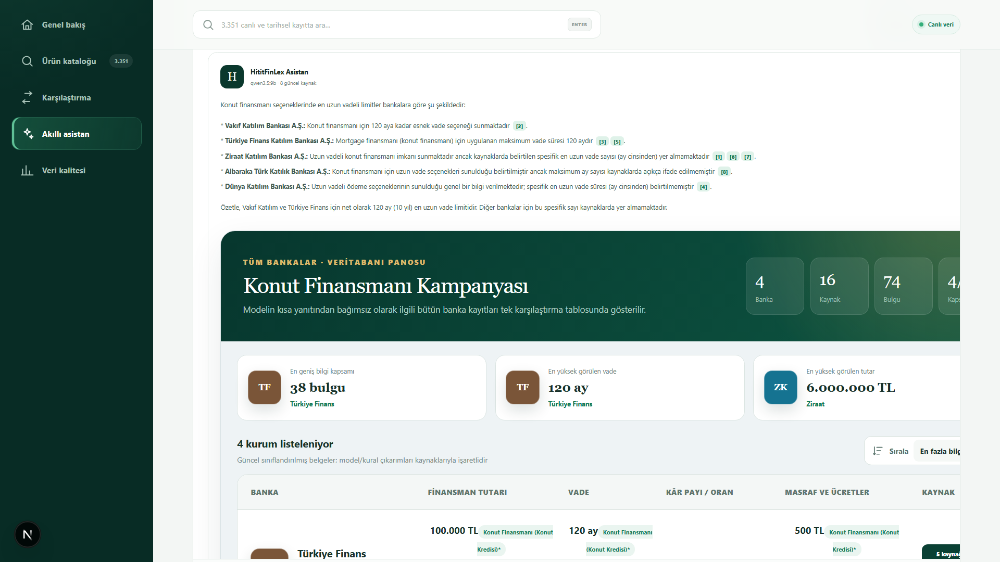 Genel bakış
Ürün kataloğu 3.351
Karşılaştırma
Akıllı asistan
Veri kalitesi
N
3.351 canlı ve tarihsel kayıtta ara...
ENTER
Canlı veri
H
HititFinLex Asistan
qwen3.5:9b · 8 güncel kaynak
Konut finansmanı seçeneklerinde en uzun vadeli limitler bankalara göre şu şekildedir:
* Vakıf Katılım Bankası A.Ş.: Konut finansmanı için 120 aya kadar esnek vade seçeneği sunmaktadır [2].
* Türkiye Finans Katılım Bankası A.Ş.: Mortgage finansmanı (konut finansmanı) için uygulanan maksimum vade süresi 120 aydır [3] [5].
* Ziraat Katılım Bankası A.Ş.: Uzun vadeli konut finansmanı imkanı sunmaktadır ancak kaynaklarda belirtilen spesifik en uzun vade sayısı (ay cinsinden) yer almamaktadır [1] [6] [7].
* Albaraka Türk Katılık Bankası A.Ş.: Konut finansmanı için uzun vade seçenekleri sunulduğu belirtilmiştir ancak maksimum ay sayısı kaynaklarda açıkça ifade edilmemiştir [8].
* Dünya Katılım Bankası A.Ş.: Uzun vadeli ödeme seçeneklerinin sunulduğu genel bir bilgi verilmektedir; spesifik en uzun vade süresi (ay cinsinden) belirtilmemiştir [4].
Özetle, Vakıf Katılım ve Türkiye Finans için net olarak 120 ay (10 yıl) en uzun vade limitidir. Diğer bankalar için bu spesifik sayı kaynaklarda yer almamaktadır.
TÜM BANKALAR · VERİTABANI PANOSU
Konut Finansmanı Kampanyası
Modelin kısa yanıtından bağımsız olarak ilgili bütün banka kayıtları tek karşılaştırma tablosunda gösterilir.
4
Banka
16
Kaynak
74
Bulgu
4/
Kaps
TF
En geniş bilgi kapsamı
38 bulgu
Türkiye Finans
TF
En yüksek görülen vade
120 ay
Türkiye Finans
ZK
En yüksek görülen tutar
6.000.000 TL
Ziraat
4 kurum listeleniyor
Güncel sınıflandırılmış belgeler; model/kural çıkarımları kaynaklarıyla işaretlidir
Sırala
En fazla bilg
BANKA FİNANSMAN TUTARI VADE KÂR PAYI / ORAN MASRAF VE ÜCRETLER KAYNAK
Türkiye Finans
100.000 TL Konut Finansmanı (Konut
Kredisi)*
120 ay Konut Finansmanı
(Konut Kredisi)*
500 TL Konut Finansmanı (Konut
Kredisi)*
5 kaynağ